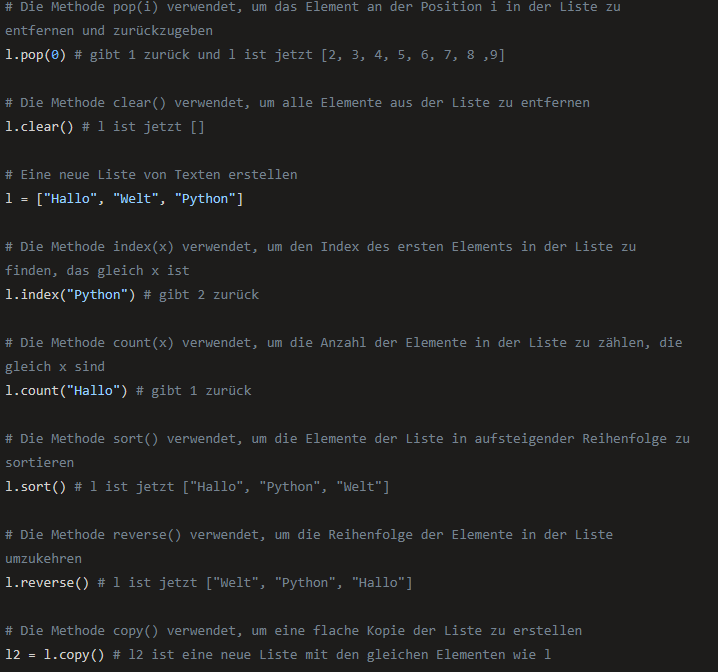 # Die Methode pop(i) verwendet, um das Element an der Position i in der Liste zu
entfernen und zurückzugeben
l.pop(0) # gibt 1 zurück und l ist jetzt [2, 3, 4, 5, 6, 7, 8 ,9]
# Die Methode clear() verwendet, um alle Elemente aus der Liste zu entfernen
l.clear() # l ist jetzt []
# Eine neue Liste von Texten erstellen
l = ["Hallo", "Welt", "Python"]
# Die Methode index(x) verwendet, um den Index des ersten Elements in der Liste zu
finden, das gleich x ist
l.index("Python") # gibt 2 zurück
# Die Methode count(x) verwendet, um die Anzahl der Elemente in der Liste zu zählen, die
gleich x sind
l.count("Hallo") # gibt 1 zurück
# Die Methode sort() verwendet, um die Elemente der Liste in aufsteigender Reihenfolge zu
sortieren
l.sort() # l ist jetzt ["Hallo", "Python", "Welt"]
# Die Methode reverse() verwendet, um die Reihenfolge der Elemente in der Liste
umzukehren
l.reverse() # l ist jetzt ["Welt", "Python", "Hallo"]
# Die Methode copy() verwendet, um eine flache Kopie der Liste zu erstellen
l2 = l.copy() # l2 ist eine neue Liste mit den gleichen Elementen wie l